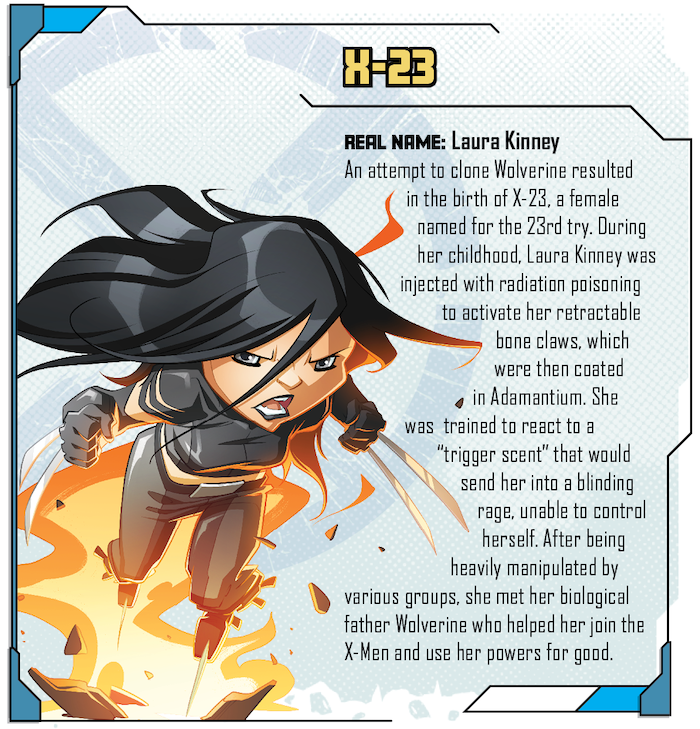 X-23
REAL NAME: Laura Kinney
An attempt to clone Wolverine resulted
in the birth of X-23, a female
named for the 23rd try. During
her childhood, Laura Kinney was
injected with radiation poisoning
to activate her retractable
bone claws, which
were then coated
in Adamantium. She
was trained to react to a
“trigger scent” that would
send her into a blinding
rage, unable to control
herself. After being
heavily manipulated by
various groups, she met her biological
father Wolverine who helped her join the
X-Men and use her powers for good.